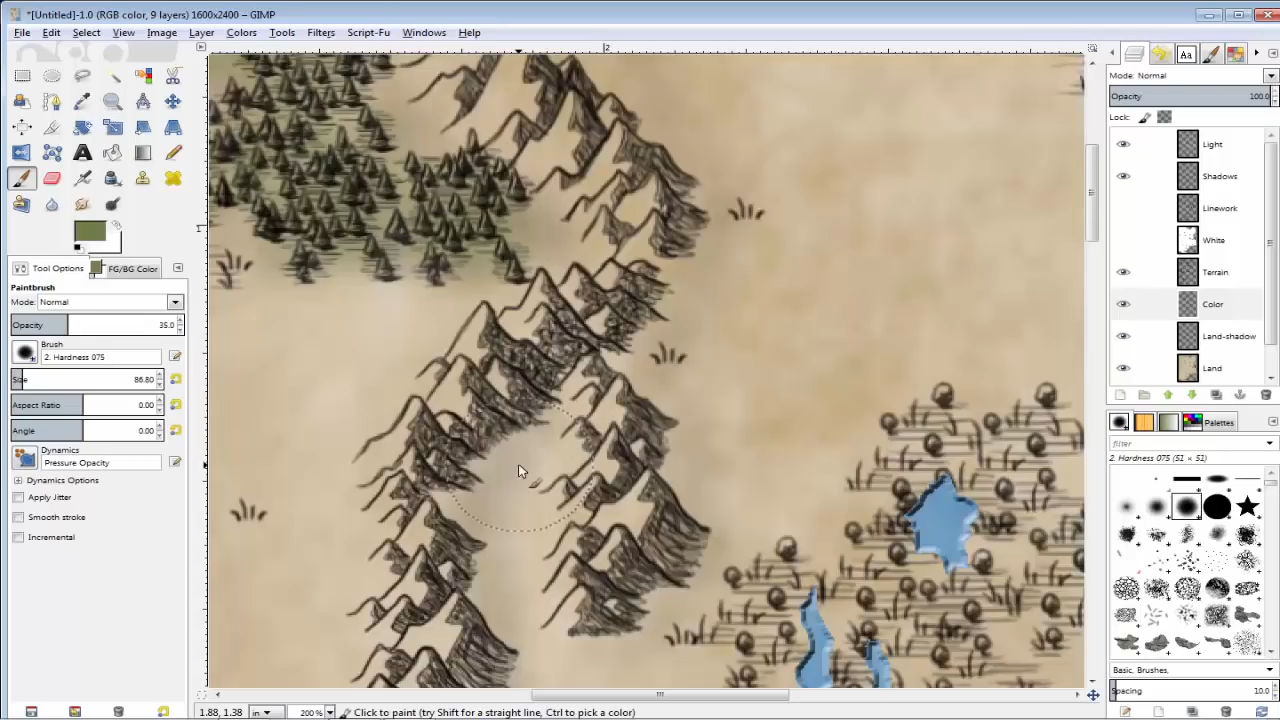 *[Untitled]-1.0 (RGB color, 9 layers) 1600x2400 – GIMP
File Edit Select View Image Layer Colors Tools Filters Script-Fu Windows Help
2
1
Tool Options FG/BG Color
Paintbrush
Mode: Normal
Opacity 35.0
Brush
2. Hardness 075
Size 86.80
Aspect Ratio 0.00
Angle 0.00
Dynamics
Pressure Opacity
Dynamics Options
Apply Jitter
Smooth stroke
Incremental
Aa
Mode: Normal
Opacity 100.0
Lock:
Light
Shadows
Linework
White
Terrain
Color
Land-shadow
Land
Palettes
filter
2. Hardness 075 (51 × 51)
Basic, Brushes,
Spacing 10.0
1.88, 1.38 in 200% Click to paint (try Shift for a straight line, Ctrl to pick a color)